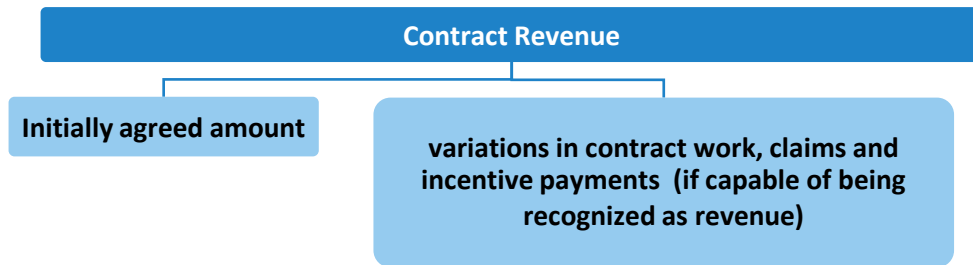 Contract Revenue
Initially agreed amount
variations in contract work, claims and
incentive payments (if capable of being
recognized as revenue)